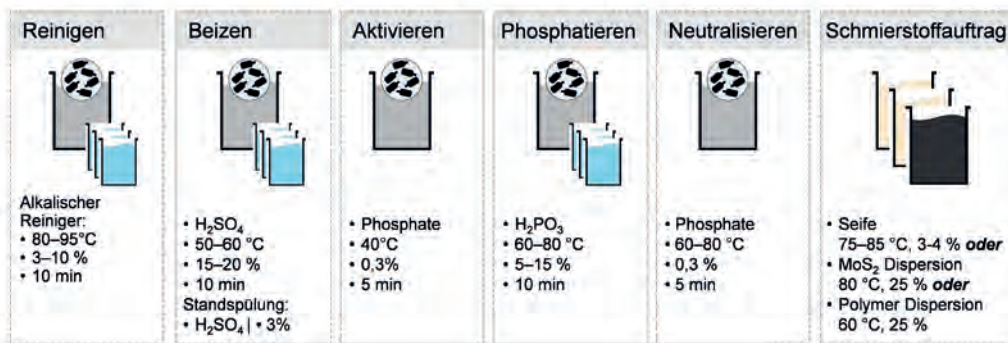 Reinigen
Alkalischer
Reiniger:
• 80–95°C
• 3–10 %
• 10 min
Beizen
• H₂SO₄
• 50–60 °C
• 15–20 %
• 10 min
Standspülung:
• H₂SO₄ | • 3%
Aktivieren
• Phosphate
• 40°C
• 0,3%
• 5 min
Phosphatieren
• H₂PO₃
• 60–80 °C
• 5–15 %
• 10 min
Neutralisieren
• Phosphate
• 60–80 °C
• 0,3 %
• 5 min
Schmierstoffauftrag
• Seife
75–85 °C, 3-4 % oder
• MoS₂ Dispersion
80 °C, 25 % oder
• Polymer Dispersion
60 °C, 25 %